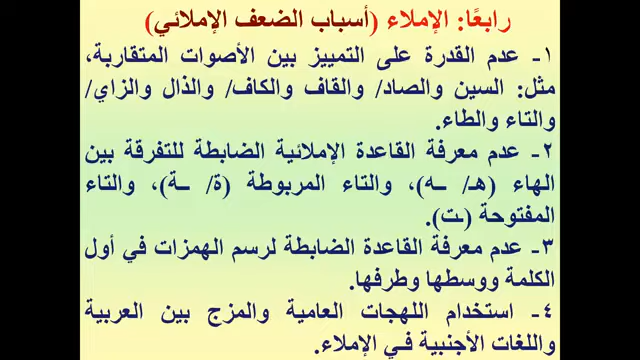 رابعًا: الإملاء (أسباب الضعف الإملائي)
١- عدم القدرة على التمييز بين الأصوات المتقاربة،
مثل: السين والصاد/ والقاف والكاف/ والذال والزاي/
والتاء والطاء.
٢- عدم معرفة القاعدة الإملائية الضابطة للتفرقة بين
الهاء (هـ/ ـه)، والتاء المربوطة (ة/ ـة)، والتاء
المفتوحة (ـت).
٣- عدم معرفة القاعدة الضابطة لرسم الهمزات في أول
الكلمة ووسطها وطرفها.
٤- استخدام اللهجات العامية والمزج بين العربية
واللغات الأجنبية في الإملاء.